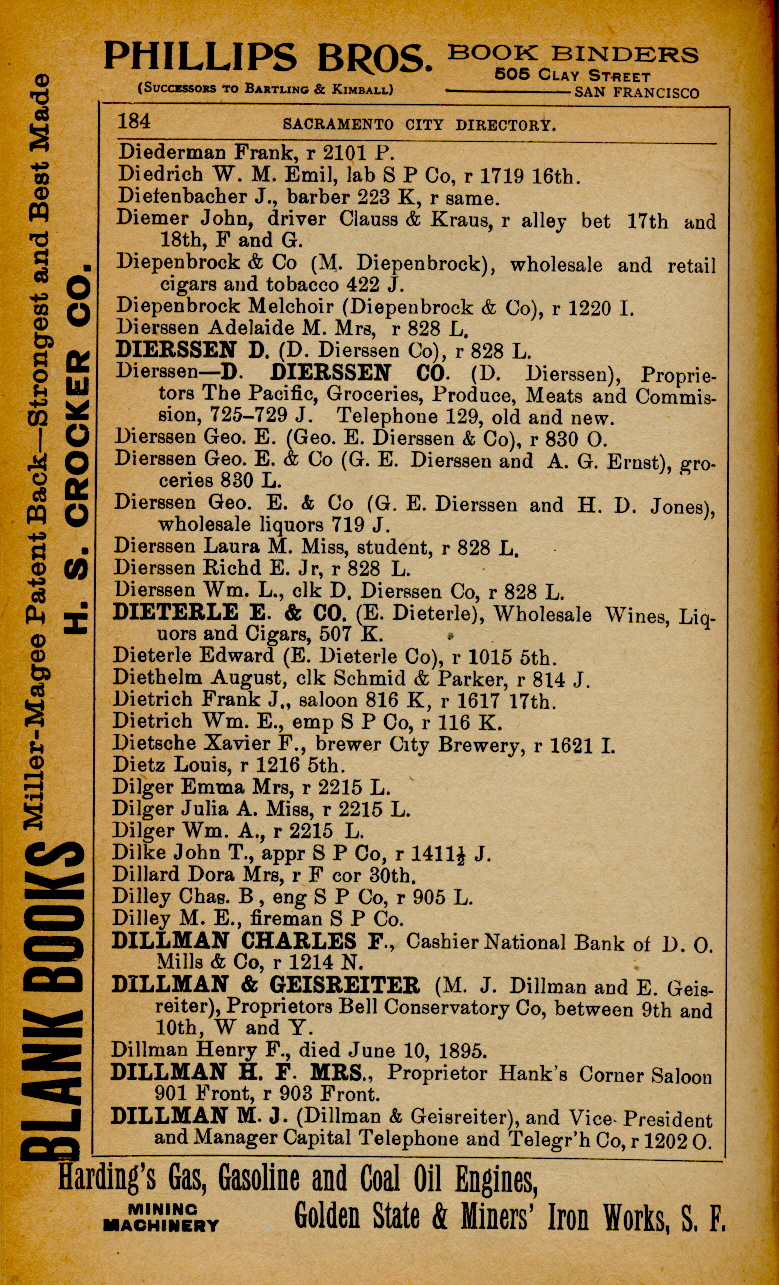 PHILLIPS BROS. BOOK BINDERS
505 CLAY STREET
(SUCCESSORS TO BARTLING & KIMBALL) SAN FRANCISCO
184 SACRAMENTO CITY DIRECTORY.
Diederman Frank, r 2101 P.
Diedrich W. M. Emil, lab S P Co, r 1719 16th.
Diefenbacher J., barber 223 K, r same.
Diemer John, driver Clauss & Kraus, r alley bet 17th and
18th, F and G.
Diepenbrock & Co (M. Diepenbrock), wholesale and retail
cigars and tobacco 422 J.
Diepenbrock Melchoir (Diepenbrock & Co), r 1220 I.
Dierssen Adelaide M. Mrs, r 828 L.
DIERSSEN D. (D. Dierssen Co), r 828 L.
Dierssen—D. DIERSSEN CO. (D. Dierssen), Proprie-
tors The Pacific, Groceries, Produce, Meats and Commis-
sion, 725–729 J. Telephone 129, old and new.
Dierssen Geo. E. (Geo. E. Dierssen & Co), r 830 O.
Dierssen Geo. E. & Co (G. E. Dierssen and A. G. Ernst), gro-
ceries 830 L.
Dierssen Geo. E. & Co (G. E. Dierssen and H. D. Jones),
wholesale liquors 719 J.
Dierssen Laura M. Miss, student, r 828 L.
Dierssen Richd E. Jr, r 828 L.
Dierssen Wm. L., clk D. Dierssen Co, r 828 L.
DIETERLE E. & CO. (E. Dieterle), Wholesale Wines, Liq-
uors and Cigars, 507 K.
Dieterle Edward (E. Dieterle Co), r 1015 5th.
Diethelm August, clk Schmid & Parker, r 814 J.
Dietrich Frank J., saloon 816 K, r 1617 17th.
Dietrich Wm. E., emp S P Co, r 116 K.
Dietsche Xavier F., brewer City Brewery, r 1621 I.
Dietz Louis, r 1216 5th.
Dilger Emma Mrs, r 2215 L.
Dilger Julia A. Miss, r 2215 L.
Dilger Wm. A., r 2215 L.
Dilke John T., appr S P Co, r 1411½ J.
Dillard Dora Mrs, r F cor 30th.
Dilley Chas. B, eng S P Co, r 905 L.
Dilley M. E., fireman S P Co.
DILLMAN CHARLES F., Cashier National Bank of D. O.
Mills & Co, r 1214 N.
DILLMAN & GEISREITER (M. J. Dillman and E. Geis-
reiter), Proprietors Bell Conservatory Co, between 9th and
10th, W and Y.
Dillman Henry F., died June 10, 1895.
DILLMAN H. F. MRS., Proprietor Hank's Corner Saloon
901 Front, r 903 Front.
DILLMAN M. J. (Dillman & Geisreiter), and Vice-President
and Manager Capital Telephone and Telegr'h Co, r 1202 O.
BLANK BOOKS Miller-Magee Patent Back—Strongest and Best Made
H. S. CROCKER CO.
Harding's Gas, Gasoline and Coal Oil Engines,
MINING
MACHINERY Golden State & Miners' Iron Works, S. F.